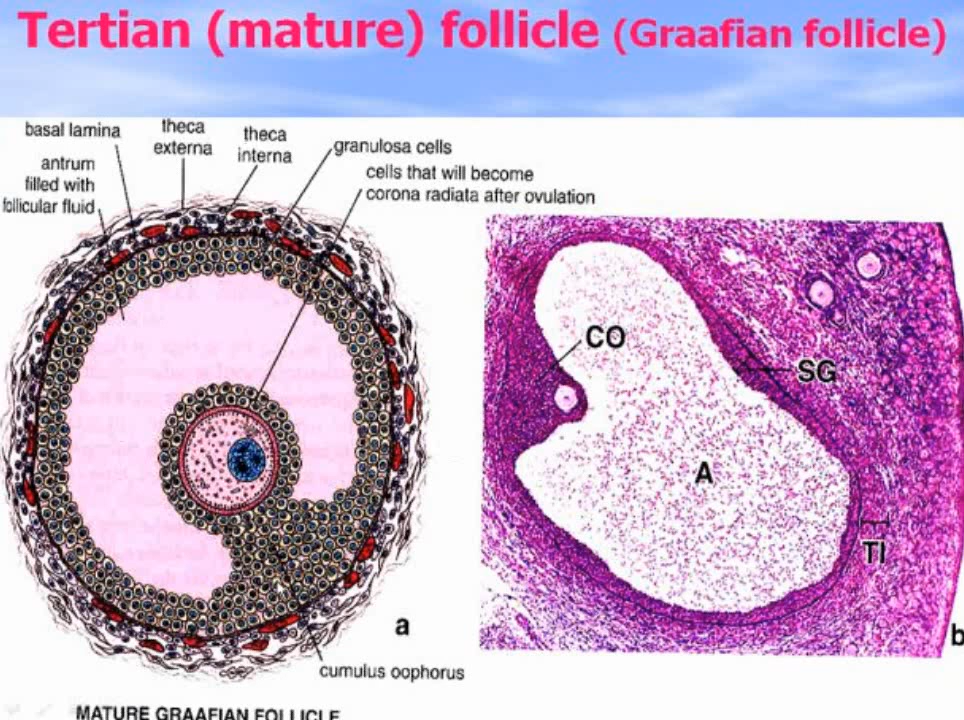 Tertian (mature) follicle (Graafian follicle)
basal lamina
theca
externa
theca
interna
granulosa cells
cells that will become
corona radiata after ovulation
antrum
filled with
follicular fluid
CO
SG
A
TI
a
b
cumulus oophorus
MATURE GRAAFIAN FOLLICLE